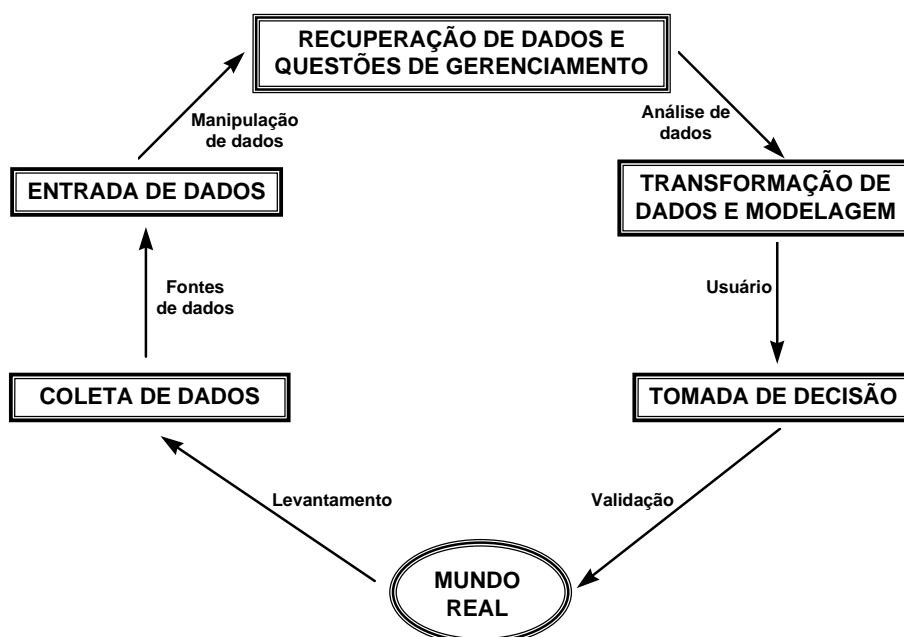 RECUPERAÇÃO DE DADOS E
QUESTÕES DE GERENCIAMENTO
Manipulação
de dados
Análise de
dados
ENTRADA DE DADOS
TRANSFORMAÇÃO DE
DADOS E MODELAGEM
Fontes
de dados
Usuário
COLETA DE DADOS
TOMADA DE DECISÃO
Levantamento
Validação
MUNDO
REAL